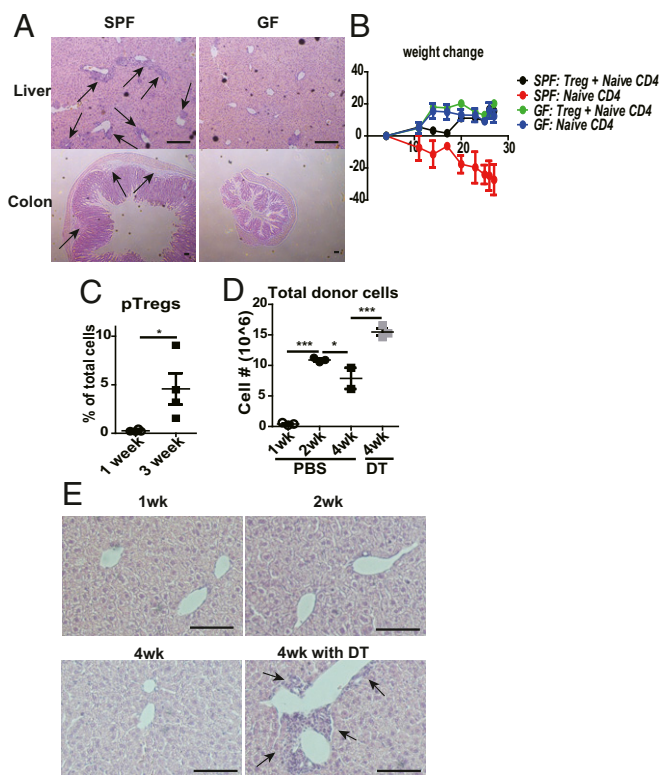 A
SPF
GF
Liver
Colon
B
weight change
40
20
0
-20
-40
10
20
30
SPF: Treg + Naive CD4
SPF: Naive CD4
GF: Treg + Naive CD4
GF: Naive CD4
C
pTregs
% of total cells
10
5
0
*
1 week
3 week
D
Total donor cells
Cell # (10^6)
20
15
10
5
0
***
*
***
1wk
2wk
4wk
4wk
PBS
DT
E
1wk
2wk
4wk
4wk with DT